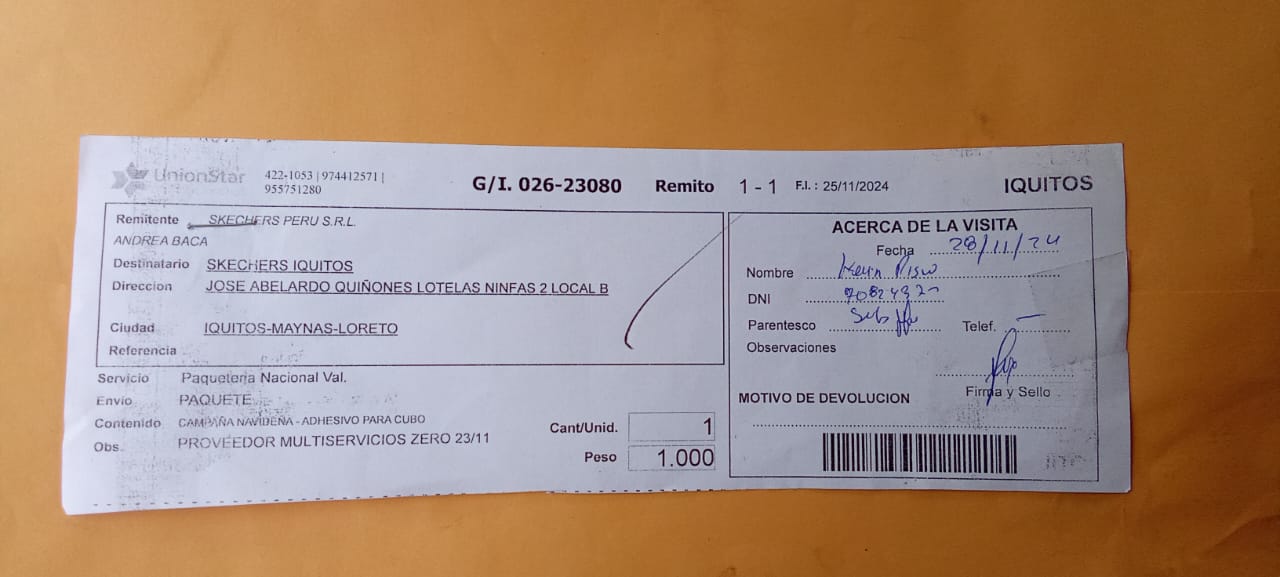 UnionStar
422-1053 | 974412571 |
955751280
G/I. 026-23080 Remito 1 - 1 F.I.: 25/11/2024 IQUITOS
Remitente SKECHERS PERU S.R.L.
ANDREA BACA
Destinatario SKECHERS IQUITOS
Direccion JOSE ABELARDO QUIÑONES LOTELAS NINFAS 2 LOCAL B
Ciudad IQUITOS-MAYNAS-LORETO
Referencia
Servicio Paqueteria Nacional Val.
Envio PAQUETE
Contenido CAMPAÑA NAVIDEÑA - ADHESIVO PARA CUBO
Obs. PROVEEDOR MULTISERVICIOS ZERO 23/11
Cant/Unid. 1
Peso 1.000
ACERCA DE LA VISITA
Fecha 28/11/24
Nombre
DNI
Parentesco Telef.
Observaciones
Firma y Sello
MOTIVO DE DEVOLUCION